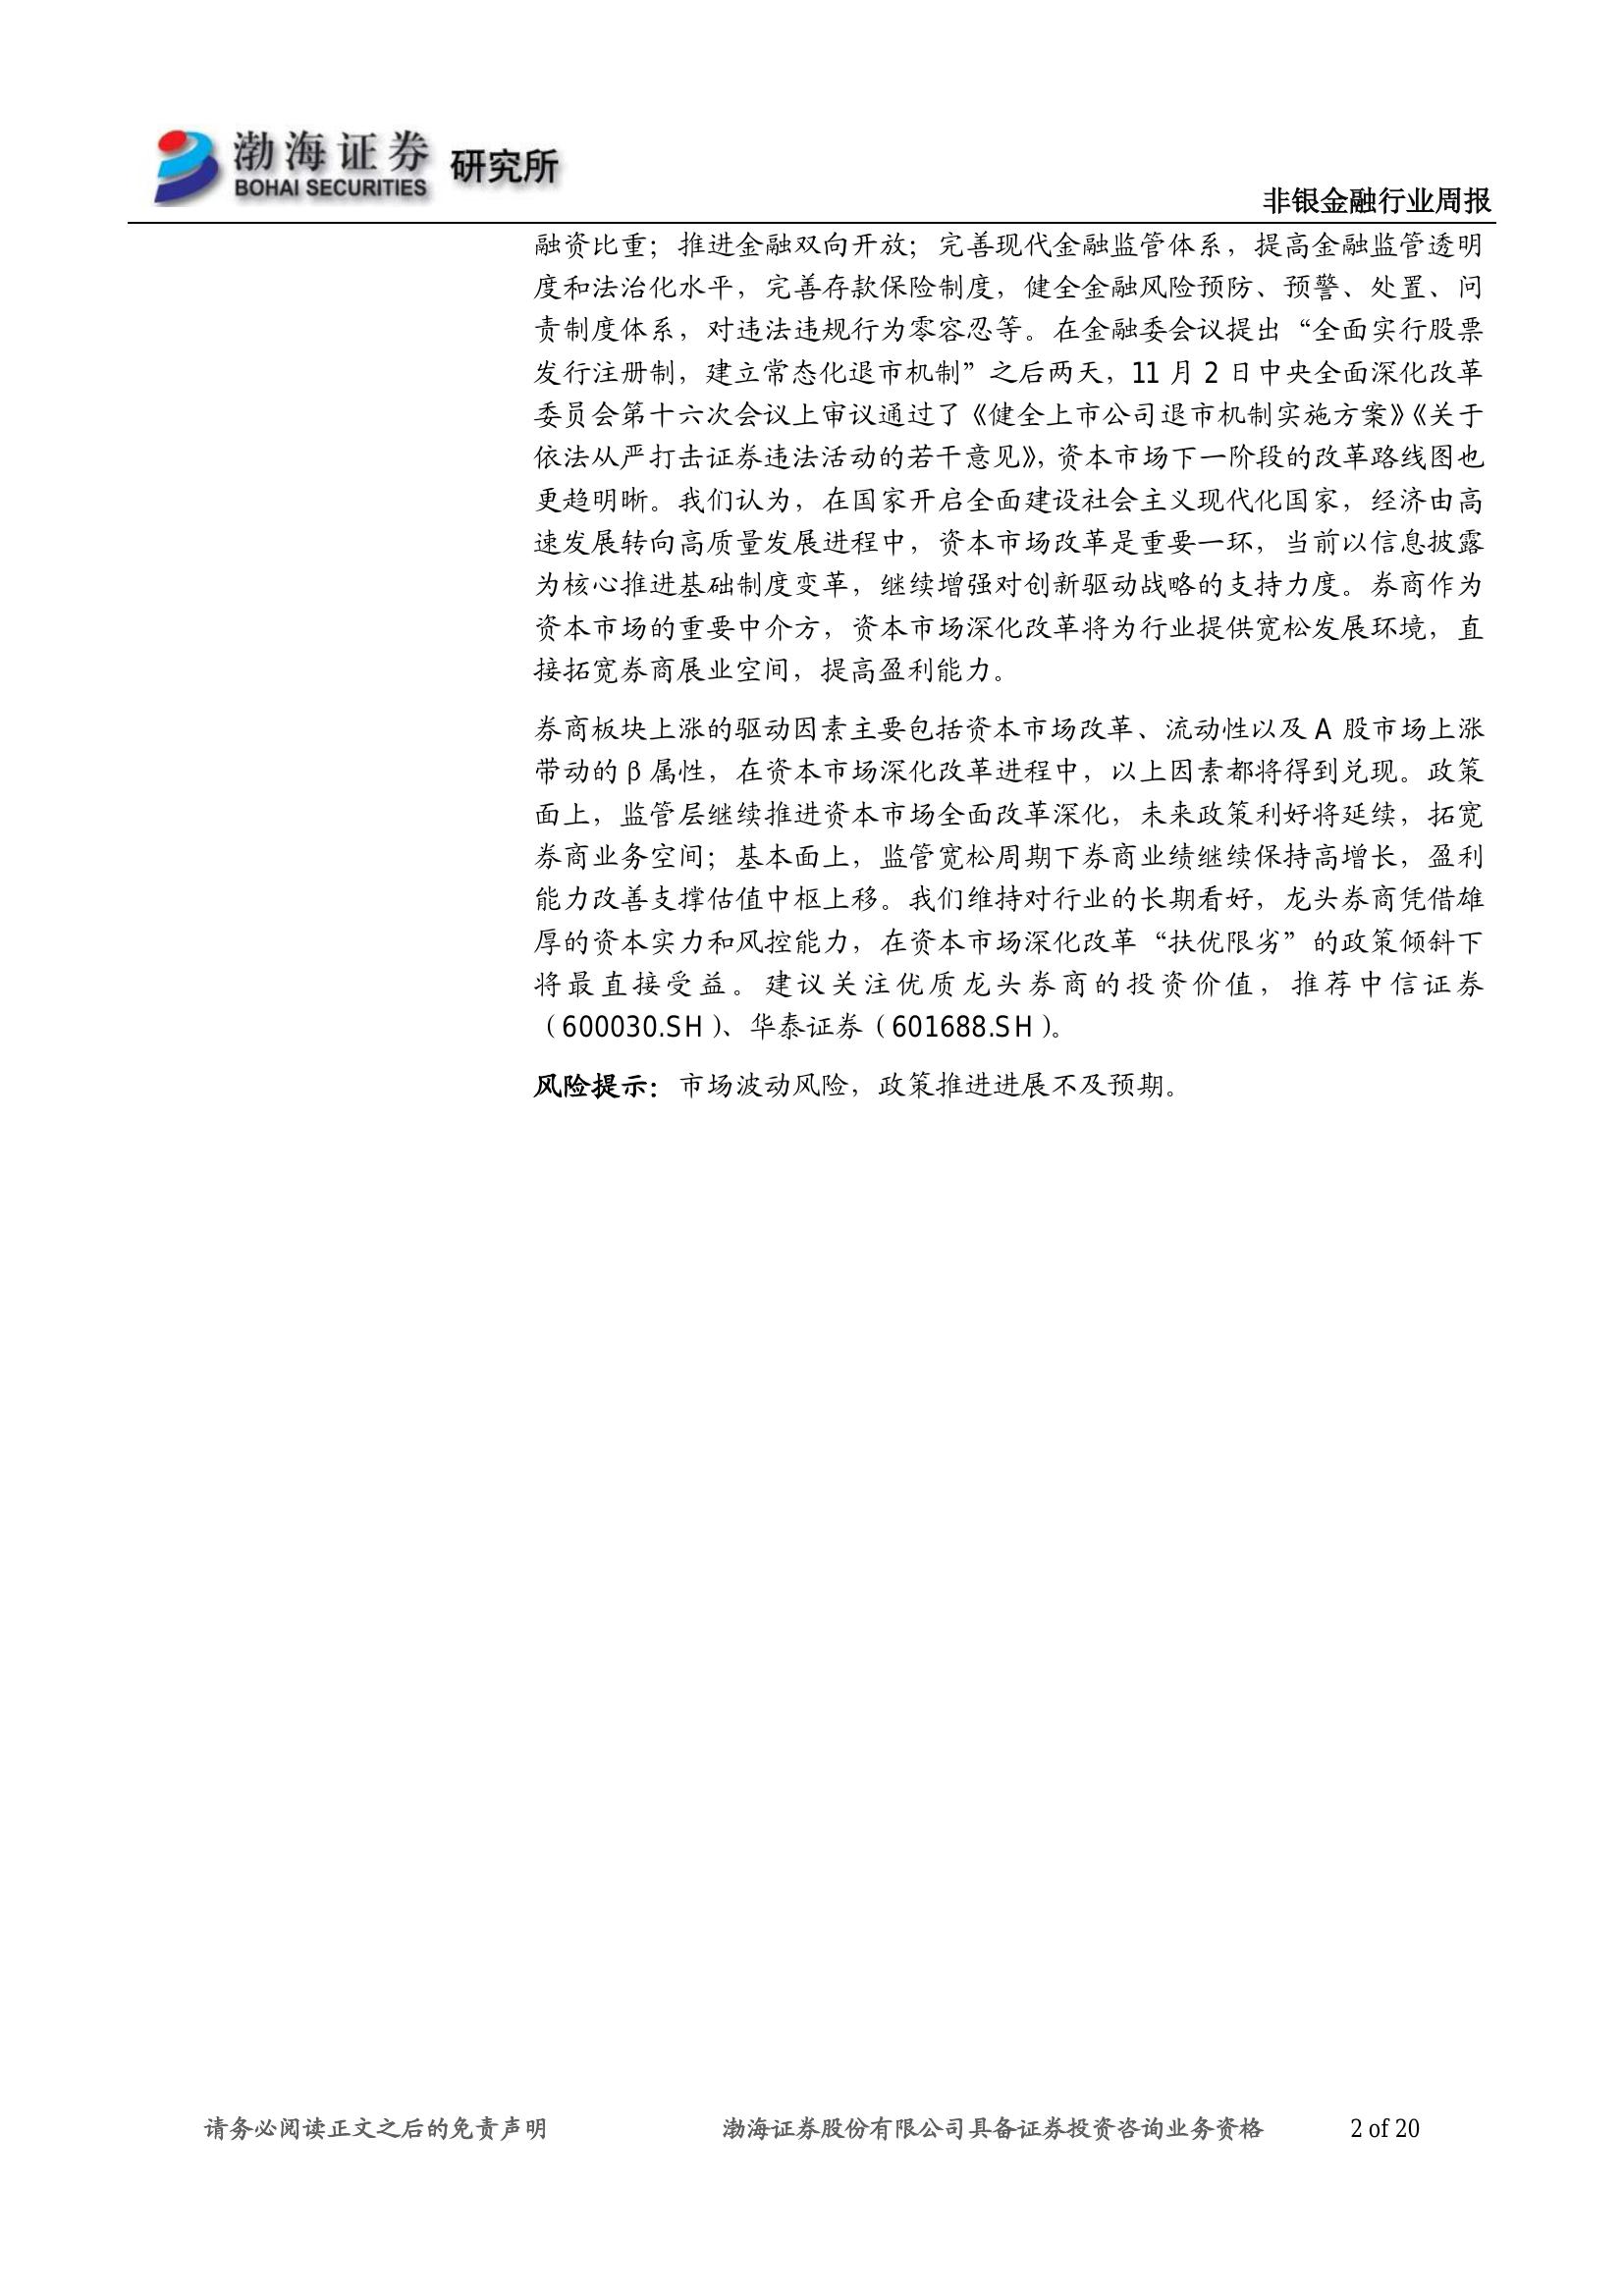 渤海证券 研究所
BOHAI SECURITIES
非银金融行业周报
融资比重；推进金融双向开放；完善现代金融监管体系，提高金融监管透明
度和法治化水平，完善存款保险制度，健全金融风险预防、预警、处置、问
责制度体系，对违法违规行为零容忍等。在金融委会议提出“全面实行股票
发行注册制，建立常态化退市机制”之后两天，11 月 2 日中央全面深化改革
委员会第十六次会议上审议通过了《健全上市公司退市机制实施方案》《关于
依法从严打击证券违法活动的若干意见》，资本市场下一阶段的改革路线图也
更趋明晰。我们认为，在国家开启全面建设社会主义现代化国家，经济由高
速发展转向高质量发展进程中，资本市场改革是重要一环，当前以信息披露
为核心推进基础制度变革，继续增强对创新驱动战略的支持力度。券商作为
资本市场的重要中介方，资本市场深化改革将为行业提供宽松发展环境，直
接拓宽券商展业空间，提高盈利能力。
券商板块上涨的驱动因素主要包括资本市场改革、流动性以及 A 股市场上涨
带动的 β 属性，在资本市场深化改革进程中，以上因素都将得到兑现。政策
面上，监管层继续推进资本市场全面改革深化，未来政策利好将延续，拓宽
券商业务空间；基本面上，监管宽松周期下券商业绩继续保持高增长，盈利
能力改善支撑估值中枢上移。我们维持对行业的长期看好，龙头券商凭借雄
厚的资本实力和风控能力，在资本市场深化改革“扶优限劣”的政策倾斜下
将最直接受益。建议关注优质龙头券商的投资价值，推荐中信证券
（600030.SH）、华泰证券（601688.SH）。
风险提示：市场波动风险，政策推进进展不及预期。
请务必阅读正文之后的免责声明 渤海证券股份有限公司具备证券投资咨询业务资格 2 of 20